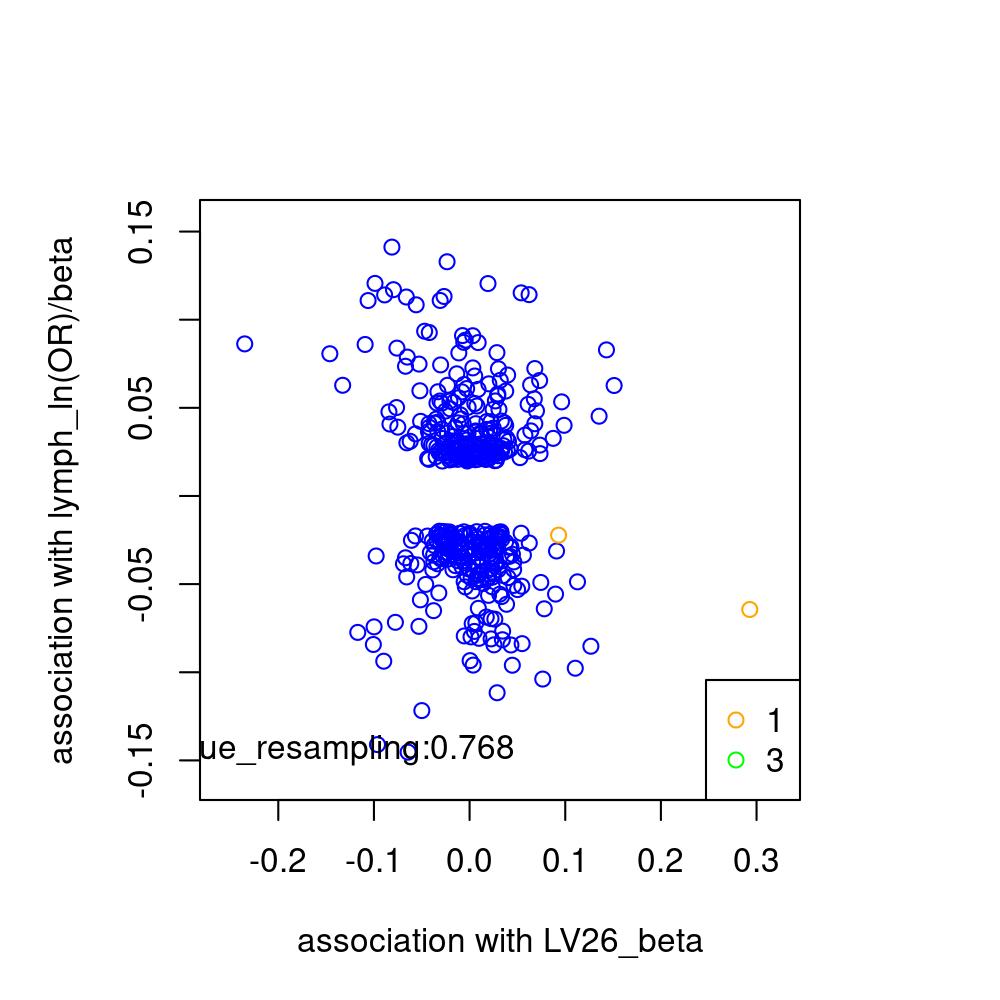 association with lymph_ln(OR)/beta
0.15
0.05
-0.05
-0.15
ue_resampling:0.768
1
3
-0.2 -0.1 0.0 0.1 0.2 0.3
association with LV26_beta